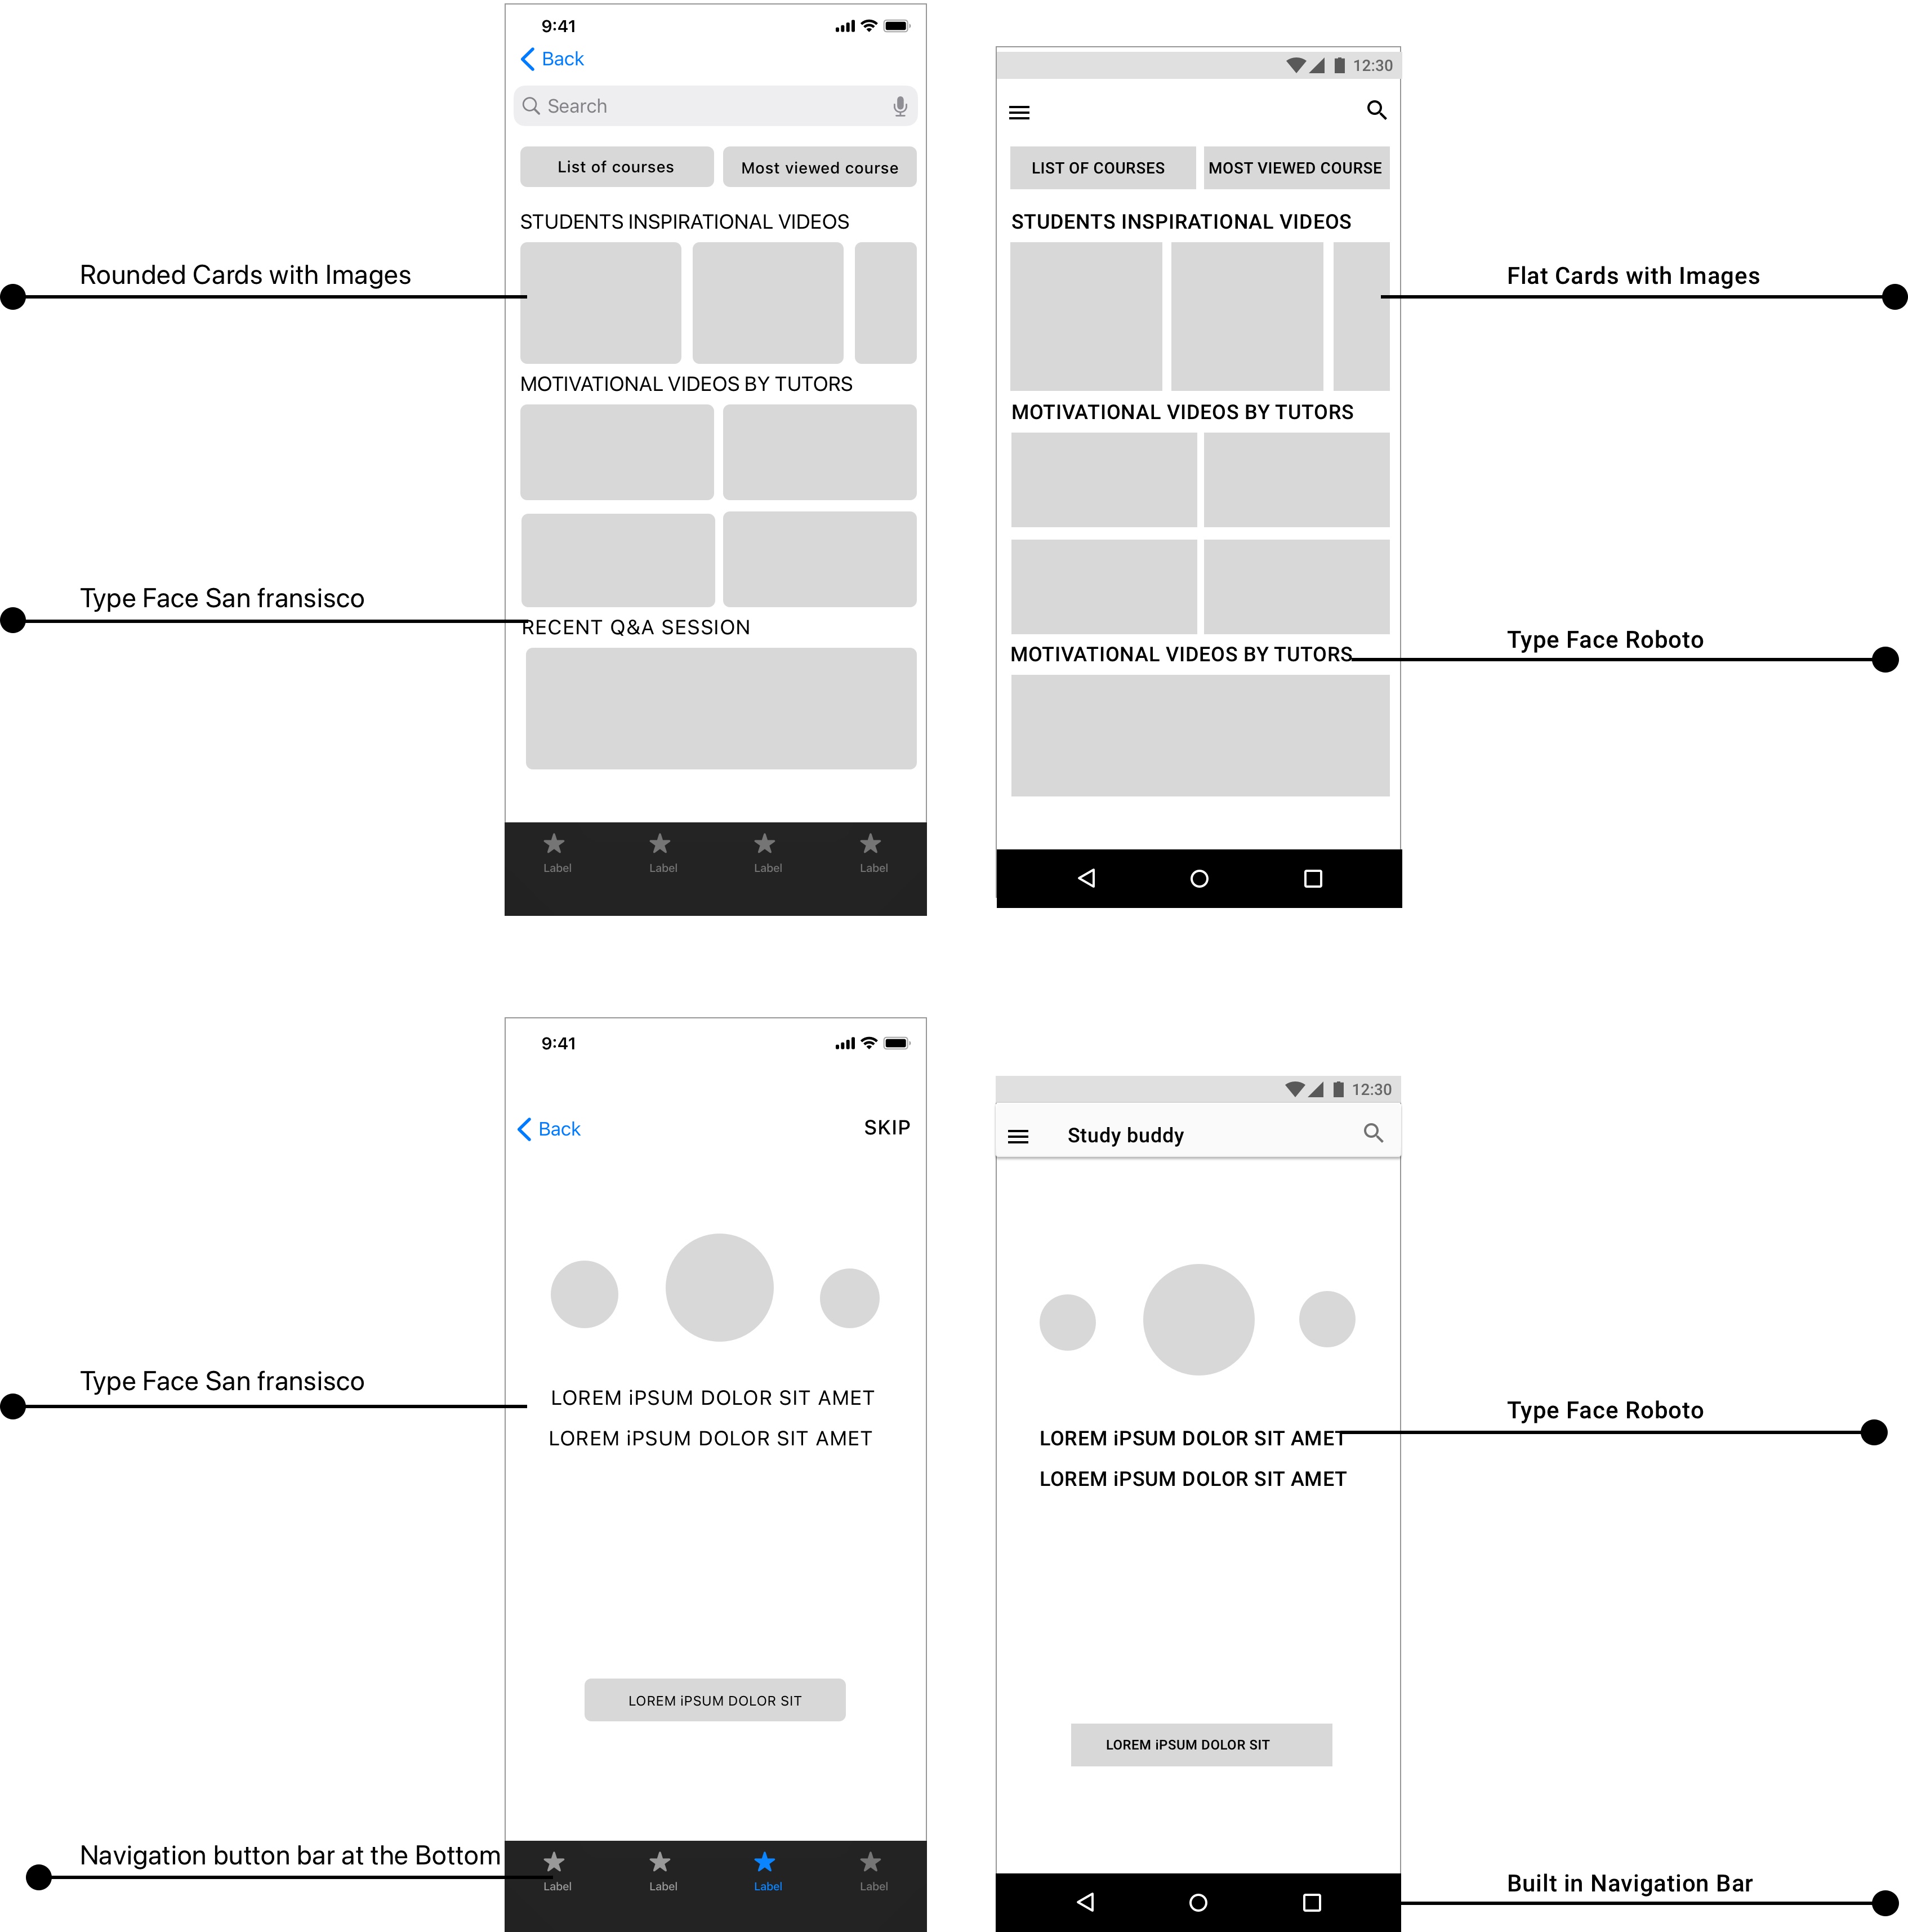 9:41
Back
Search
List of courses
Most viewed course
STUDENTS INSPIRATIONAL VIDEOS
Rounded Cards with Images
MOTIVATIONAL VIDEOS BY TUTORS
Type Face San fransisco
RECENT Q&A SESSION
Label Label Label Label
12:30
LIST OF COURSES
MOST VIEWED COURSE
STUDENTS INSPIRATIONAL VIDEOS
Flat Cards with Images
MOTIVATIONAL VIDEOS BY TUTORS
Type Face Roboto
MOTIVATIONAL VIDEOS BY TUTORS
9:41
Back
SKIP
Type Face San fransisco
LOREM iPSUM DOLOR SIT AMET
LOREM iPSUM DOLOR SIT AMET
LOREM iPSUM DOLOR SIT
Navigation button bar at the Bottom
Label Label Label Label
12:30
Study buddy
Type Face Roboto
LOREM iPSUM DOLOR SIT AMET
LOREM iPSUM DOLOR SIT AMET
LOREM iPSUM DOLOR SIT
Built in Navigation Bar